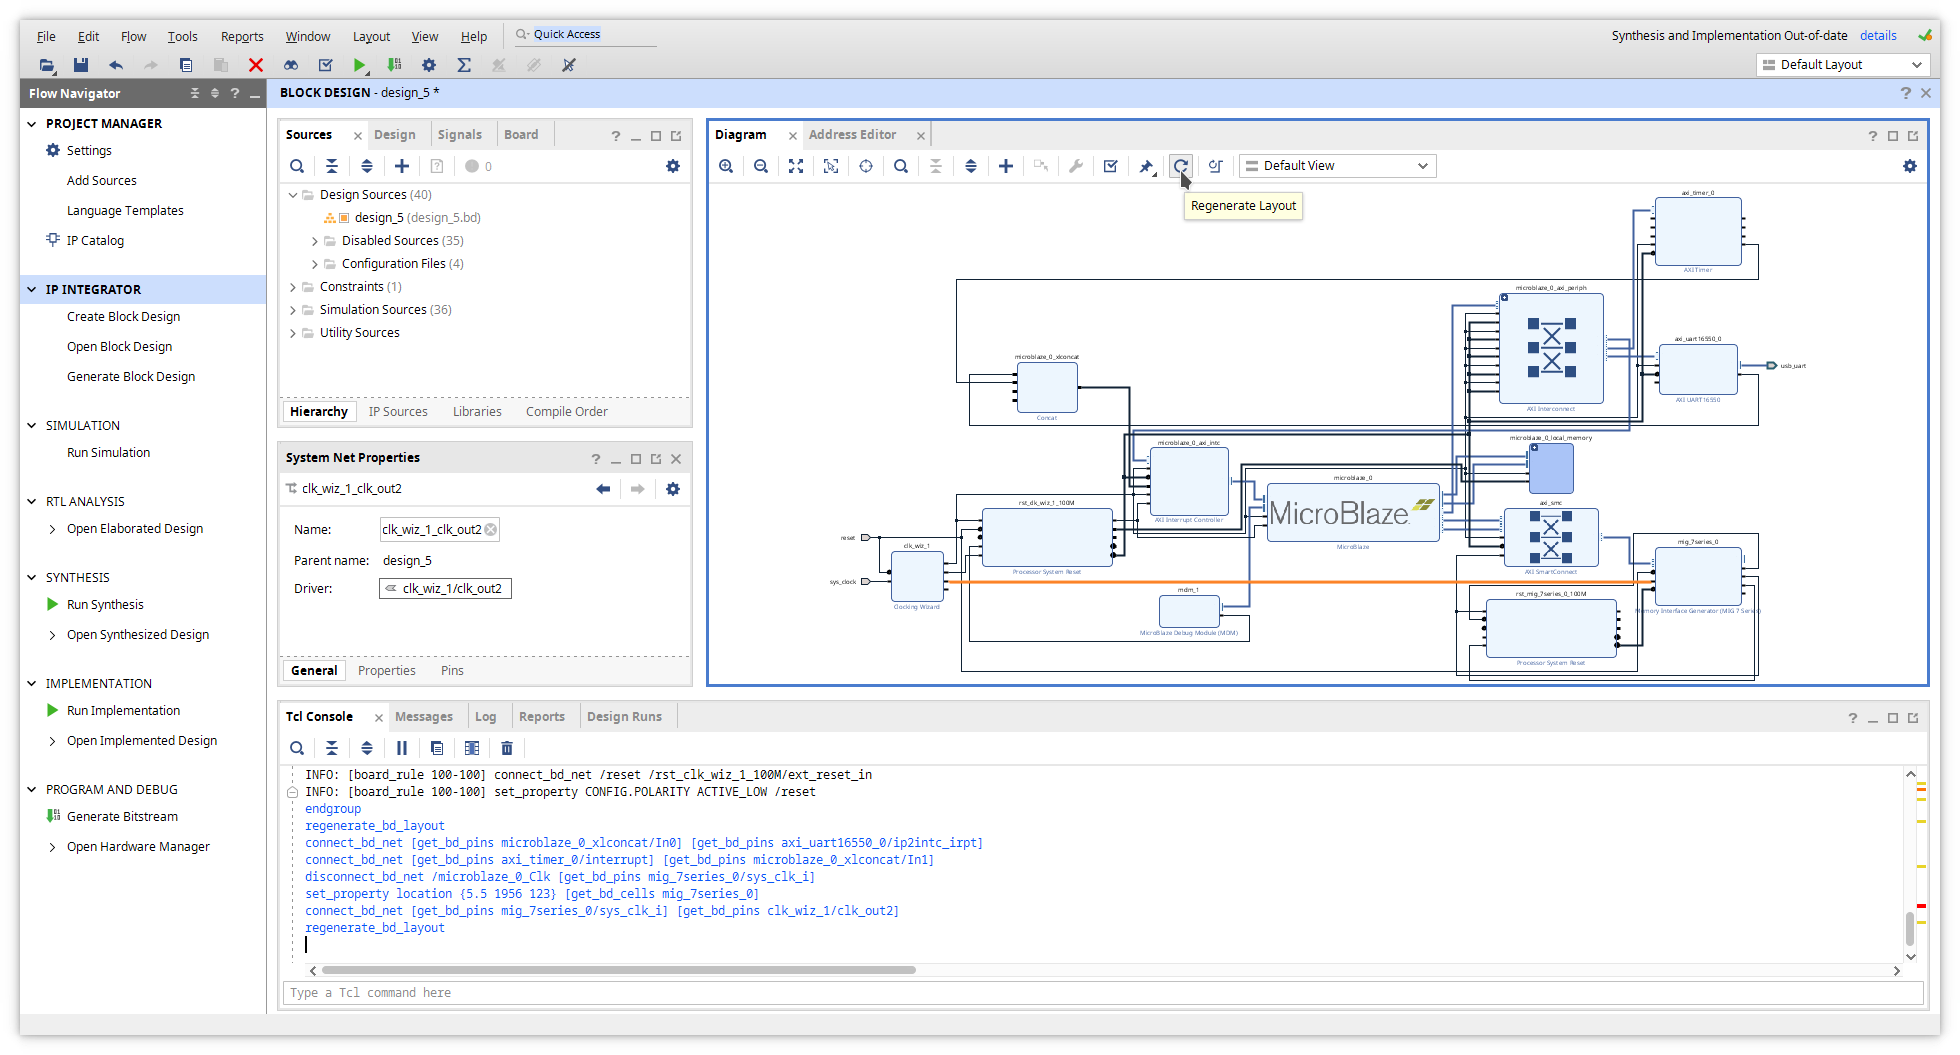 File Edit Flow Tools Reports Window Layout View Help Quick Access
Synthesis and Implementation Out-of-date details
Default Layout
Flow Navigator
PROJECT MANAGER
Settings
Add Sources
Language Templates
IP Catalog
IP INTEGRATOR
Create Block Design
Open Block Design
Generate Block Design
SIMULATION
Run Simulation
RTL ANALYSIS
Open Elaborated Design
SYNTHESIS
Run Synthesis
Open Synthesized Design
IMPLEMENTATION
Run Implementation
Open Implemented Design
PROGRAM AND DEBUG
Generate Bitstream
Open Hardware Manager
BLOCK DESIGN - design_5 *
Sources Design Signals Board
0
Design Sources (40)
design_5 (design_5.bd)
Disabled Sources (35)
Configuration Files (4)
Constraints (1)
Simulation Sources (36)
Utility Sources
Hierarchy IP Sources Libraries Compile Order
System Net Properties
clk_wiz_1_clk_out2
Name: clk_wiz_1_clk_out2
Parent name: design_5
Driver: clk_wiz_1/clk_out2
General Properties Pins
Diagram Address Editor
Default View
Regenerate Layout
axi_timer_0
AXI Timer
microblaze_0_axi_periph
AXI Interconnect
axi_uart16550_0
AXI UART16550
usb_uart
microblaze_0_xlconcat
Concat
microblaze_0_axi_intc
AXI Interrupt Controller
microblaze_0_local_memory
microblaze_0
MicroBlaze
MicroBlaze
rst_clk_wiz_1_100M
Processor System Reset
axi_smc
AXI SmartConnect
reset
sys_clock
clk_wiz_1
Clocking Wizard
mdm_1
MicroBlaze Debug Module (MDM)
mig_7series_0
Memory Interface Generator (MIG 7 Series)
rst_mig_7series_0_100M
Processor System Reset
Tcl Console Messages Log Reports Design Runs
INFO: [board_rule 100-100] connect_bd_net /reset /rst_clk_wiz_1_100M/ext_reset_in
INFO: [board_rule 100-100] set_property CONFIG.POLARITY ACTIVE_LOW /reset
endgroup
regenerate_bd_layout
connect_bd_net [get_bd_pins microblaze_0_xlconcat/In0] [get_bd_pins axi_uart16550_0/ip2intc_irpt]
connect_bd_net [get_bd_pins axi_timer_0/interrupt] [get_bd_pins microblaze_0_xlconcat/In1]
disconnect_bd_net /microblaze_0_Clk [get_bd_pins mig_7series_0/sys_clk_i]
set_property location {5.5 1956 123} [get_bd_cells mig_7series_0]
connect_bd_net [get_bd_pins mig_7series_0/sys_clk_i] [get_bd_pins clk_wiz_1/clk_out2]
regenerate_bd_layout
Type a Tcl command here